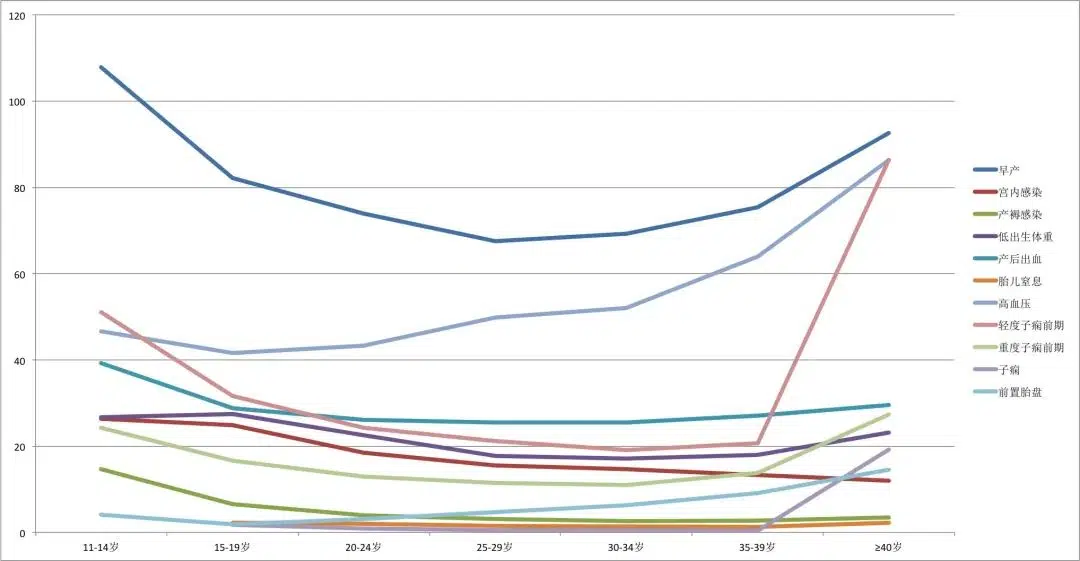 120
100
80
60
40
20
0
11-14岁 15-19岁 20-24岁 25-29岁 30-34岁 35-39岁 ≥40岁
早产
宫内感染
产褥感染
低出生体重
产后出血
胎儿窒息
高血压
轻度子痫前期
重度子痫前期
子痫
前置胎盘